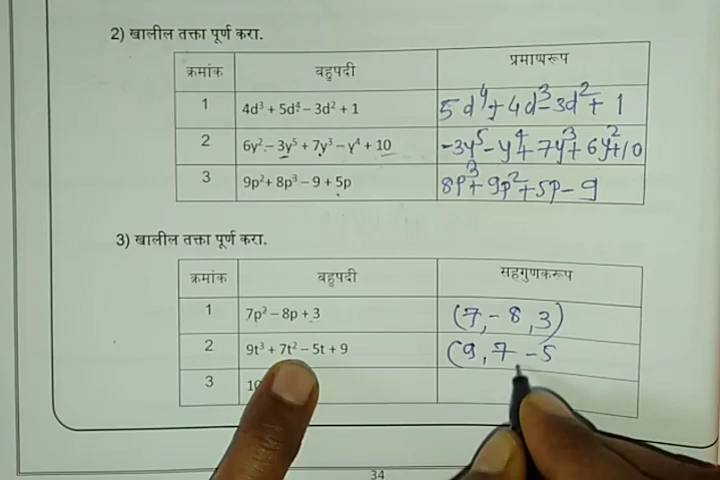 2) खालील तक्ता पूर्ण करा.
क्रमांक बहुपदी प्रमाणरूप
1 4d³ + 5d⁴ – 3d² + 1 5d⁴ + 4d³ – 3d² + 1
2 6y² – 3y⁵ + 7y³ – y⁴ + 10 -3y⁵ – y⁴ + 7y³ + 6y² + 10
3 9p² + 8p³ – 9 + 5p 8p³ + 9p² + 5p – 9
3) खालील तक्ता पूर्ण करा.
क्रमांक बहुपदी सहगुणकरूप
1 7p² – 8p + 3 (7, - 8, 3)
2 9t³ + 7t² – 5t + 9 (9, 7 - 5
3
34